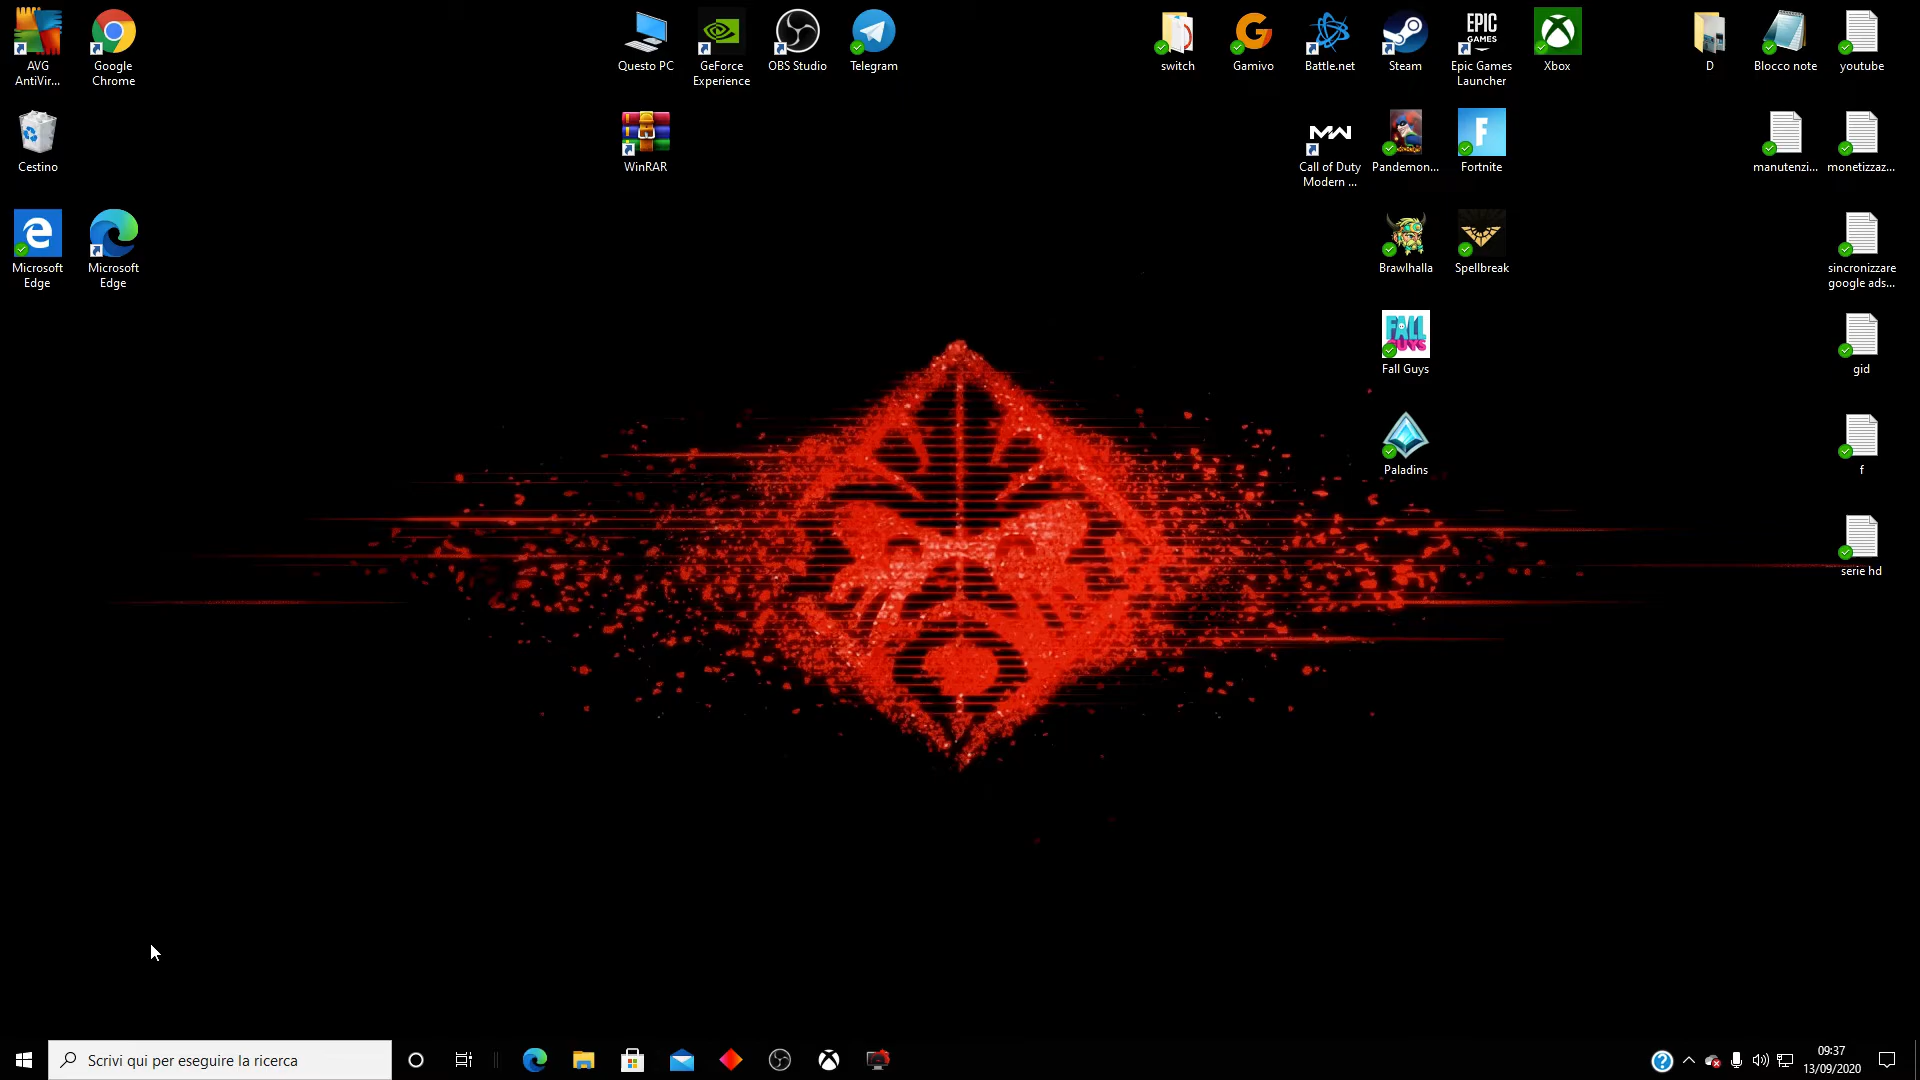 AVG
AntiVir...
Google
Chrome
Questo PC
GeForce
Experience
OBS Studio
Telegram
switch
Gamivo
Battle.net
Steam
EPIC
GAMES
Epic Games
Launcher
Xbox
D
Blocco note
youtube
Cestino
WinRAR
MW
Call of Duty
Modern ...
Pandemon...
F
Fortnite
manutenzi...
monetizzaz...
Microsoft
Edge
Microsoft
Edge
Brawlhalla
Spellbreak
sincronizzare
google ads...
FALL
GUYS
Fall Guys
gid
Paladins
f
serie hd
Scrivi qui per eseguire la ricerca
09:37
13/09/2020